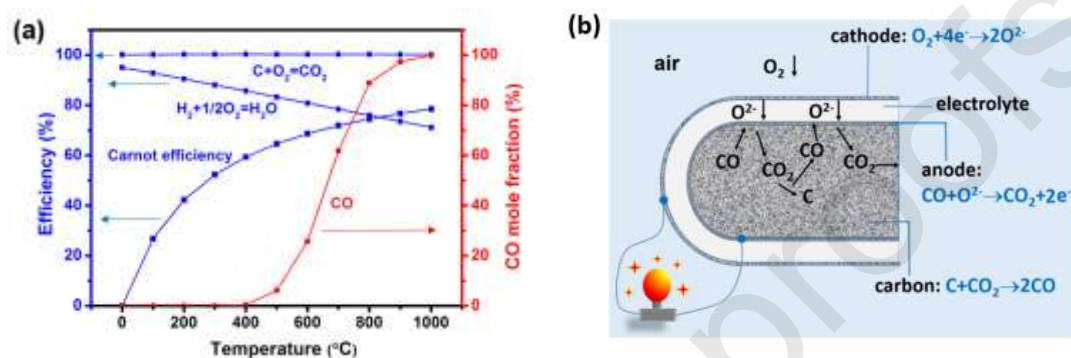 (a)
100
80
60
40
20
0
Efficiency (%)
C+O₂=CO₂
H₂+1/2O₂=H₂O
Carnot efficiency
CO
100
80
60
40
20
0
CO mole fraction (%)
0 200 400 600 800 1000
Temperature (°C)
(b)
cathode: O₂+4e⁻→2O²⁻
air
O₂
electrolyte
O²⁻ O²⁻
CO CO₂ CO CO₂
C
anode:
CO+O²⁻→CO₂+2e⁻
carbon: C+CO₂→2CO
proofs